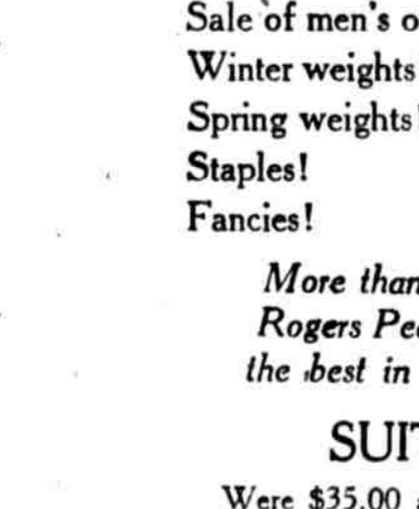 Sale of men's o
Winter weights
Spring weights
Staples!
Fancies!
More than
Rogers Pe
the best in
SUI
Were $35.00